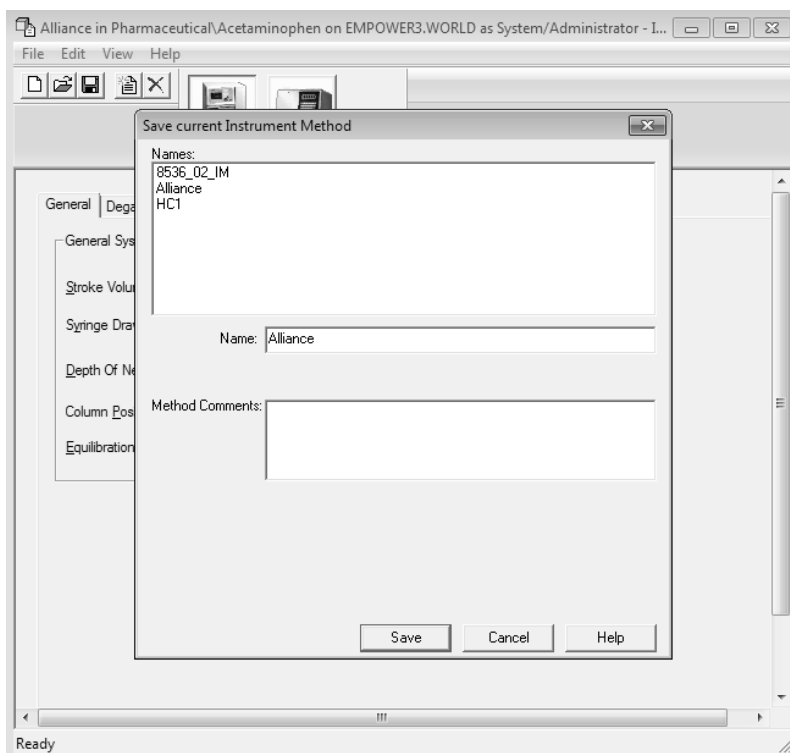 Alliance in Pharmaceutical\Acetaminophen on EMPOWER3.WORLD as System/Administrator - I...
File Edit View Help
Save current Instrument Method
Names:
8536_02_IM
Alliance
HC1
General Dega
General Sys
Stroke Volu
Syringe Dra
Name: Alliance
Depth Of Ne
Column Pos
Method Comments:
Equilibration
Save Cancel Help
Ready